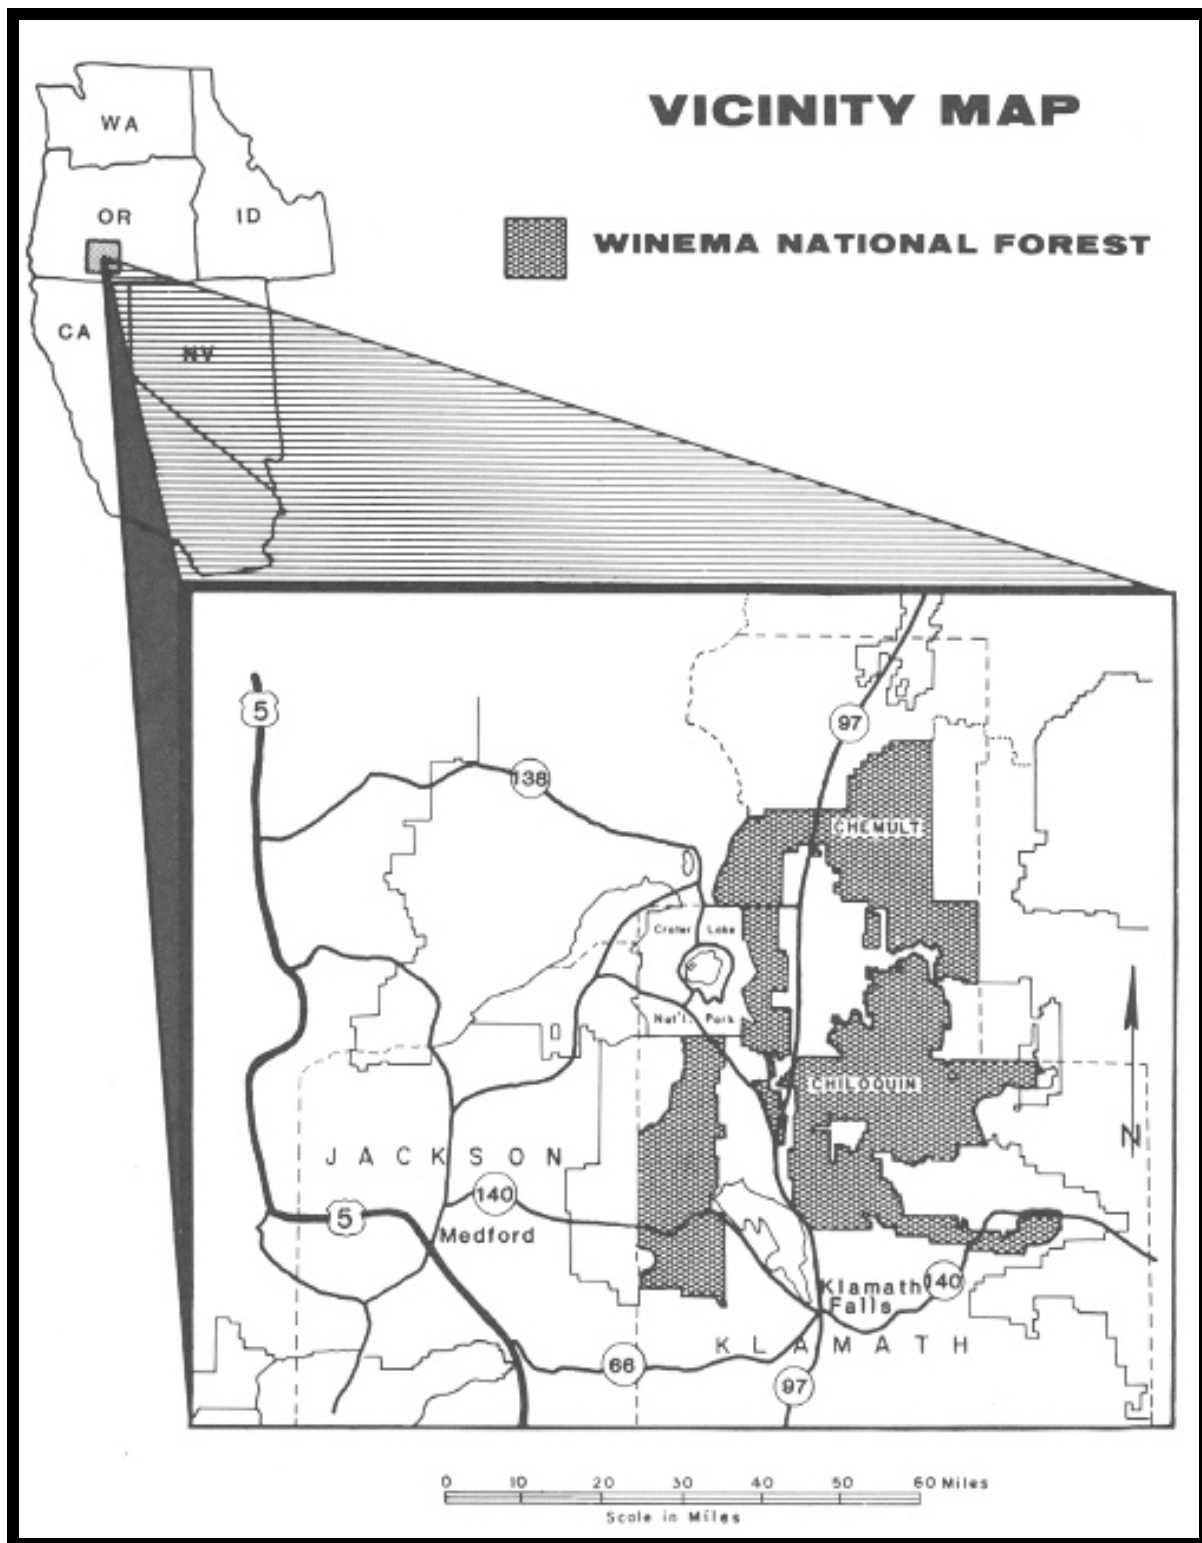 VICINITY MAP
WA
OR
ID
WINEMA NATIONAL FOREST
CA
NV
5
97
138
CHEMULT
Crater Lake
Nat'l. Park
CHILOQUIN
N
JACKSON
140
5
Medford
Klamath
Falls
140
KLAMATH
66
97
0 10 20 30 40 50 60 Miles
Scale in Miles